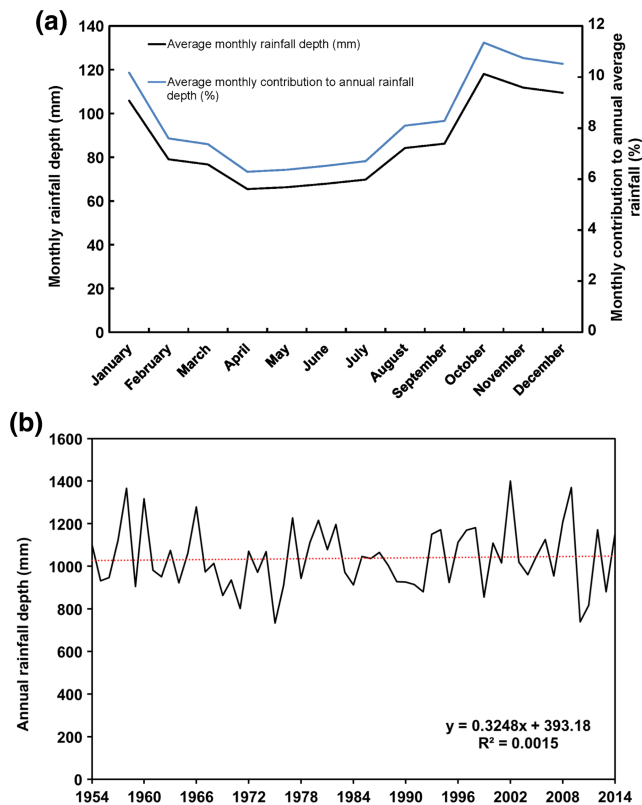 (a)
140
120
100
80
60
40
20
0
Monthly rainfall depth (mm)
Average monthly rainfall depth (mm)
Average monthly contribution to annual rainfall
depth (%)
12
10
8
6
4
2
0
Monthly contribution to annual average
rainfall (%)
January
February
March
April
May
June
July
August
September
October
November
December
(b)
1600
1400
1200
1000
800
600
400
200
0
Annual rainfall depth (mm)
y = 0.3248x + 393.18
R² = 0.0015
1954 1960 1966 1972 1978 1984 1990 1996 2002 2008 2014